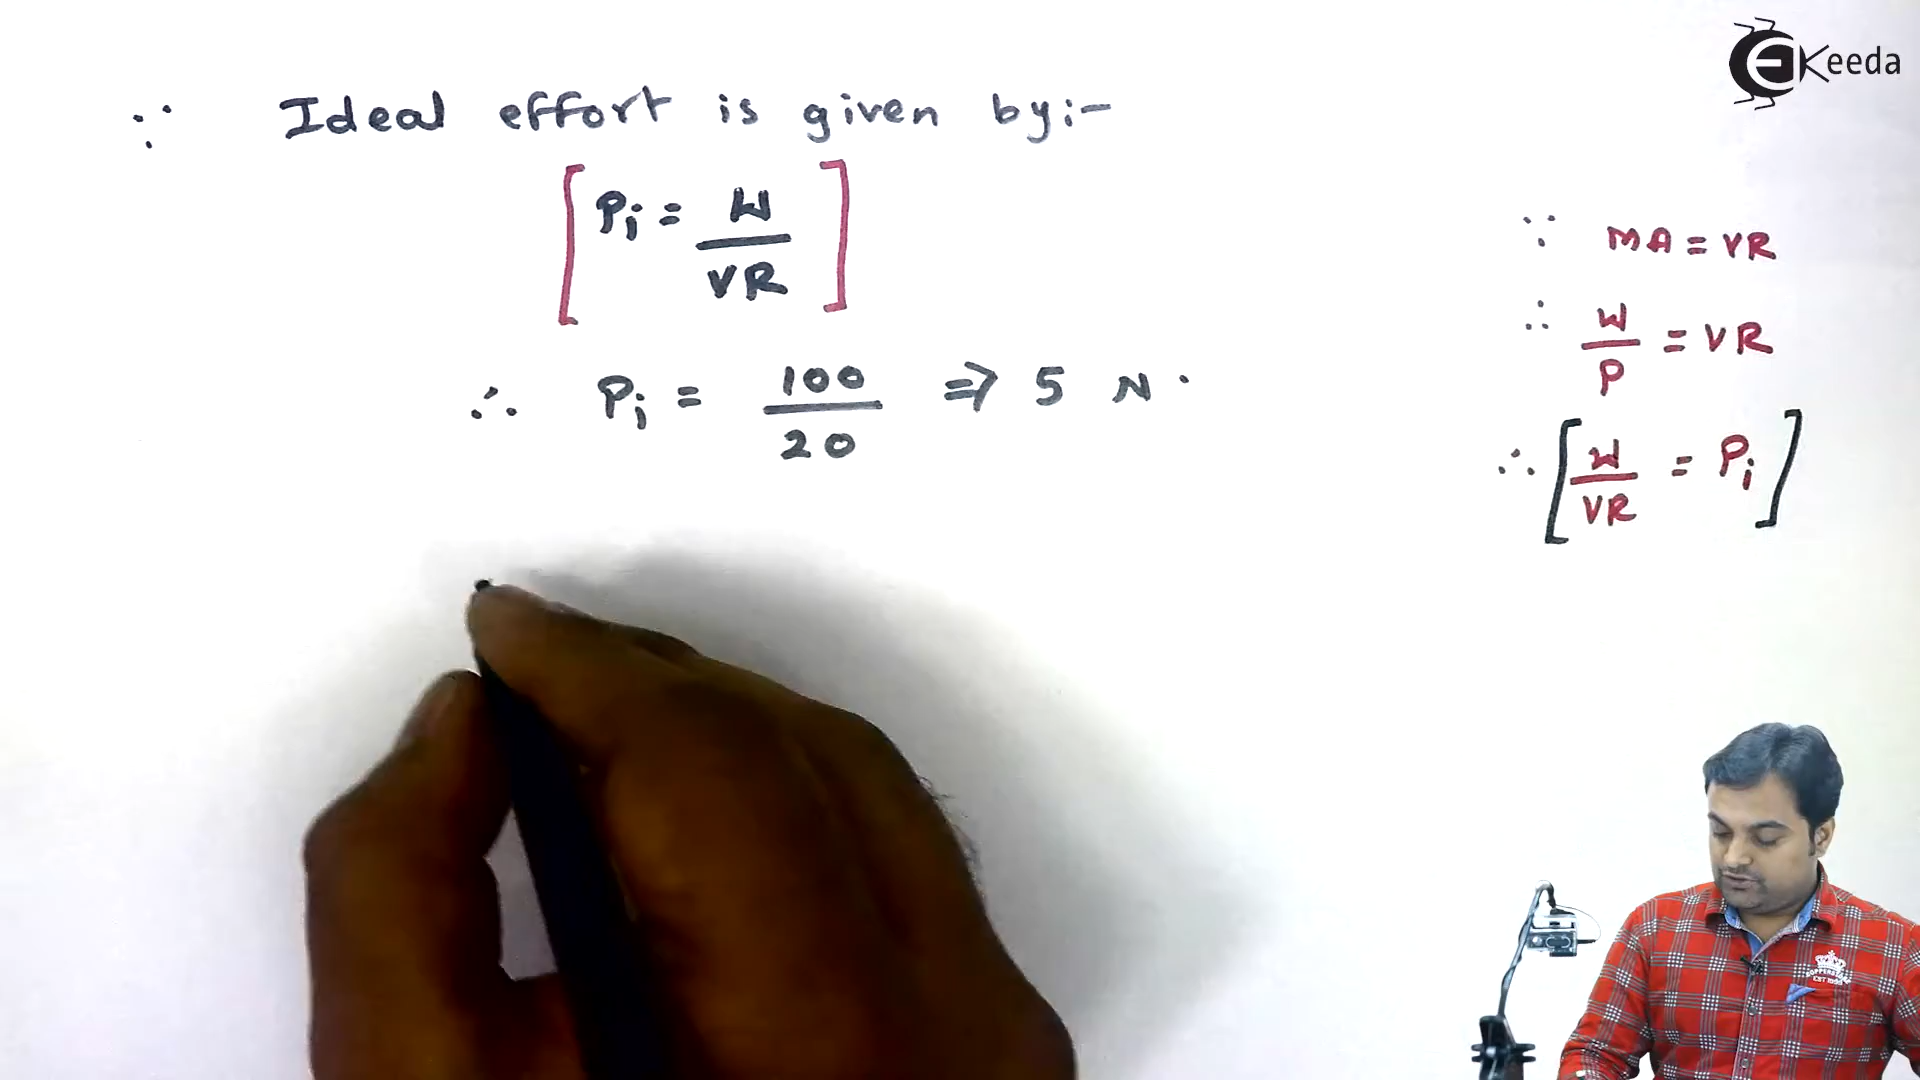 ∵ Ideal effort is given by:-
[Pi = W/VR]
∴ Pi = 100/20 ⇒ 5 N.
∵ MA = VR
∴ W/P = VR
∴ [W/VR = Pi]
EKeeda